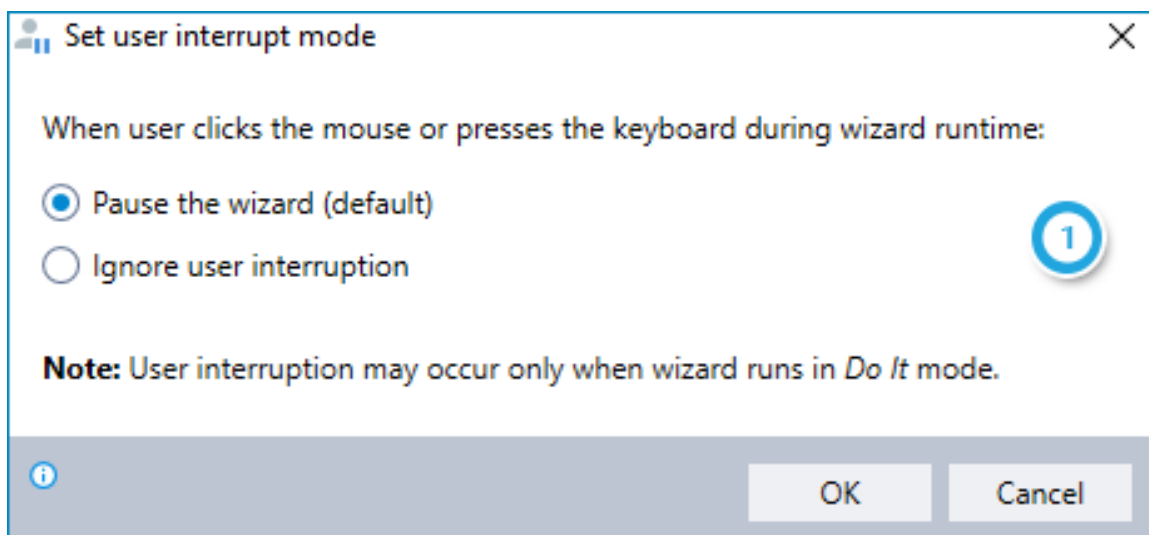 Set user interrupt mode
When user clicks the mouse or presses the keyboard during wizard runtime:
Pause the wizard (default)
1
Ignore user interruption
Note: User interruption may occur only when wizard runs in Do It mode.
OK Cancel